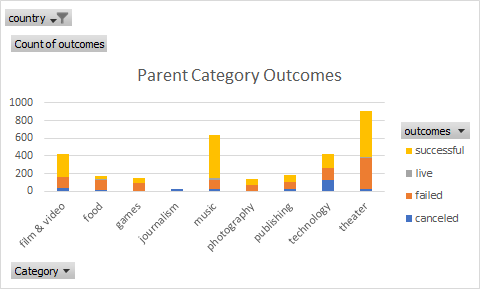 country
Count of outcomes
Parent Category Outcomes
1000
800
600
400
200
0
film & video
food
games
journalism
music
photography
publishing
technology
theater
outcomes
successful
live
failed
canceled
Category